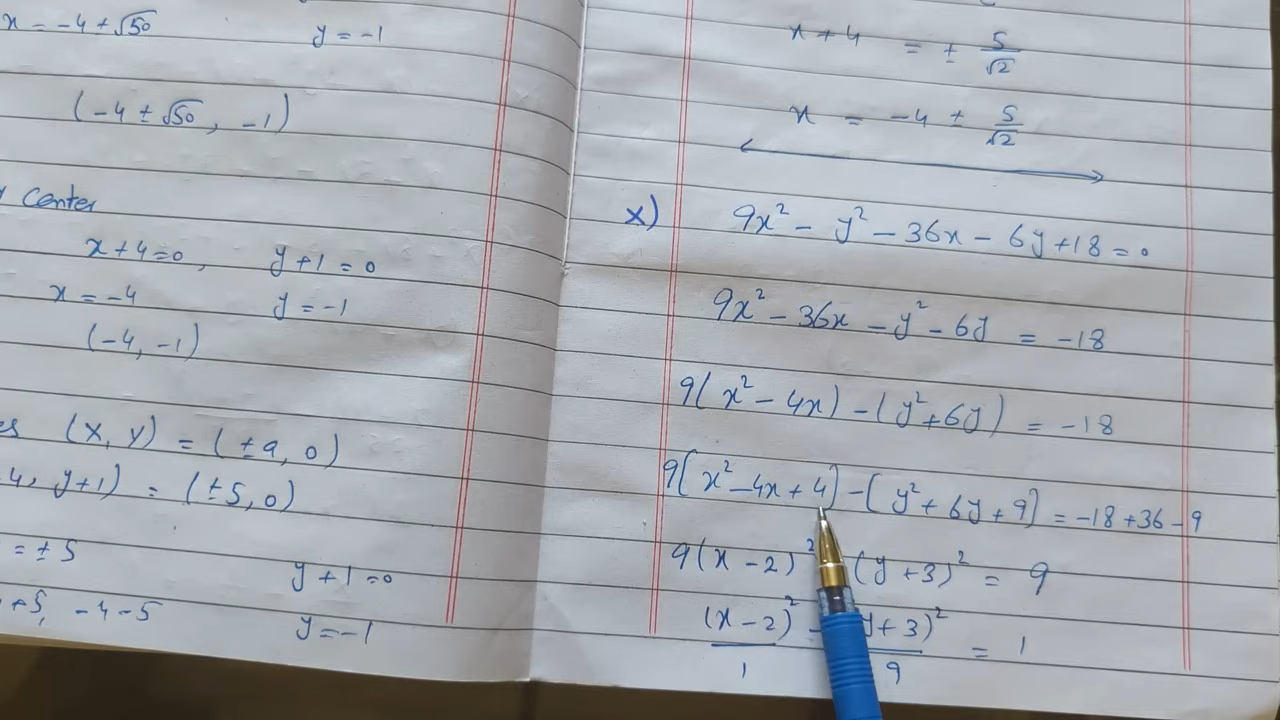 x = -4 + √50 y = -1
(-4 ± √50, -1)
Center
x + 4 = 0, y + 1 = 0
x = -4 y = -1
(-4, -1)
(X, Y) = (±a, 0)
4, y+1) = (±5, 0)
= ±5 y + 1 = 0
+5, -4 - 5 y = -1
x + 4 = ± 5/√2
x = -4 ± 5/√2
x) 9x² - y² - 36x - 6y + 18 = 0
9x² - 36x - y² - 6y = -18
9(x² - 4x) - (y² + 6y) = -18
9[x² - 4x + 4] - [y² + 6y + 9] = -18 + 36 - 9
9(x - 2)² (y + 3)² = 9
(x - 2)²/1 - y + 3)²/9 = 1